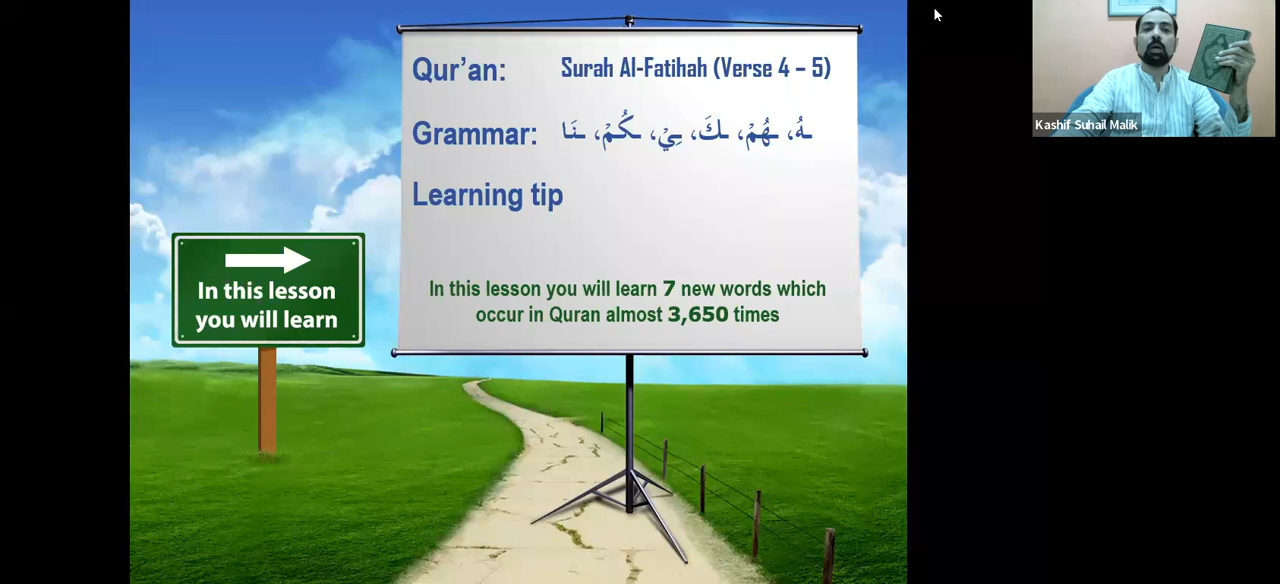 Qur’an: Surah Al-Fatihah (Verse 4 – 5)
Grammar: ـهُ، ـهُمْ، ـكَ، ـِيْ، ـكُمْ، ـنَا
Learning tip
In this lesson you will learn 7 new words which
occur in Quran almost 3,650 times
In this lesson
you will learn
Kashif Suhail Malik